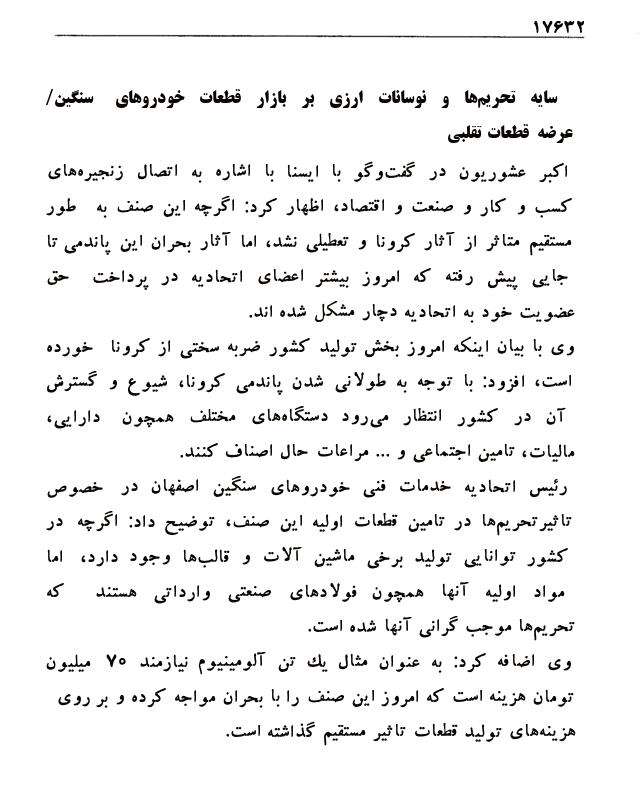 ۱۷۶۳۲
سایه تحریم‌ها و نوسانات ارزی بر بازار قطعات خودروهای سنگین/
عرضه قطعات تقلبی
اکبر عشوریون در گفت‌وگو با ایسنا با اشاره به اتصال زنجیره‌های
کسب و کار و صنعت و اقتصاد، اظهار کرد: اگرچه این صنف به طور
مستقیم متاثر از آثار کرونا و تعطیلی نشد، اما آثار بحران این پاندمی تا
جایی پیش رفته که امروز بیشتر اعضای اتحادیه در پرداخت حق
عضویت خود به اتحادیه دچار مشکل شده اند.
وی با بیان اینکه امروز بخش تولید کشور ضربه سختی از کرونا خورده
است، افزود: با توجه به طولانی شدن پاندمی کرونا، شیوع و گسترش
آن در کشور انتظار می‌رود دستگاه‌های مختلف همچون دارایی،
مالیات، تامین اجتماعی و ... مراعات حال اصناف کنند.
رئیس اتحادیه خدمات فنی خودروهای سنگین اصفهان در خصوص
تاثیرتحریم‌ها در تامین قطعات اولیه این صنف، توضیح داد: اگرچه در
کشور توانایی تولید برخی ماشین آلات و قالب‌ها وجود دارد، اما
مواد اولیه آنها همچون فولادهای صنعتی وارداتی هستند که
تحریم‌ها موجب گرانی آنها شده است.
وی اضافه کرد: به عنوان مثال یك تن آلومینیوم نیازمند ۷۰ میلیون
تومان هزینه است که امروز این صنف را با بحران مواجه کرده و بر روی
هزینه‌های تولید قطعات تاثیر مستقیم گذاشته است.